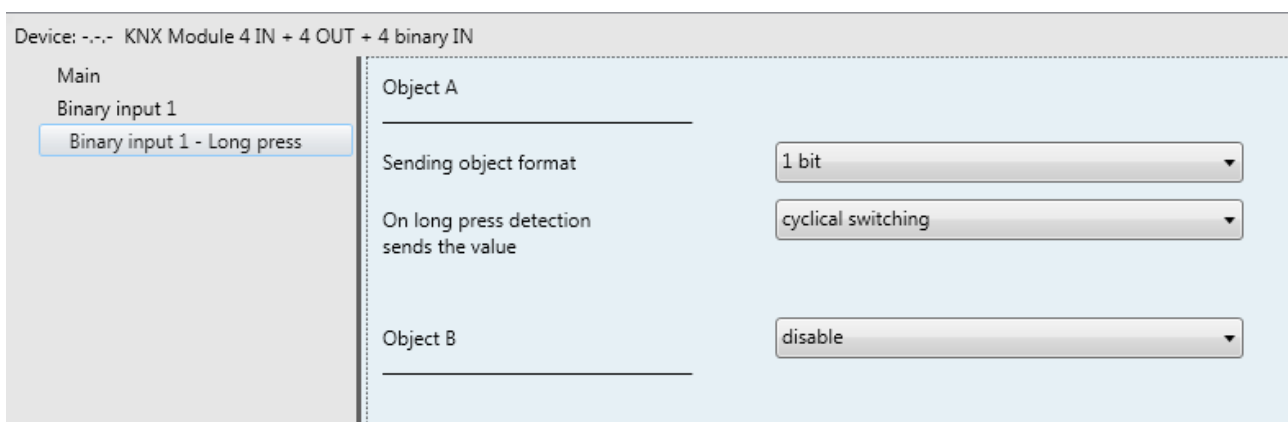 Device: -.-.- KNX Module 4 IN + 4 OUT + 4 binary IN
Main
Binary input 1
Binary input 1 - Long press
Object A
Sending object format
1 bit
On long press detection
sends the value
cyclical switching
Object B
disable